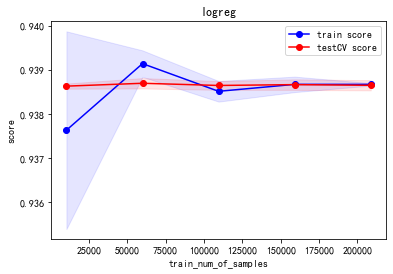 logreg
train score
testCV score
0.940
0.939
0.938
0.937
0.936
score
25000 50000 75000 100000 125000 150000 175000 200000
train_num_of_samples